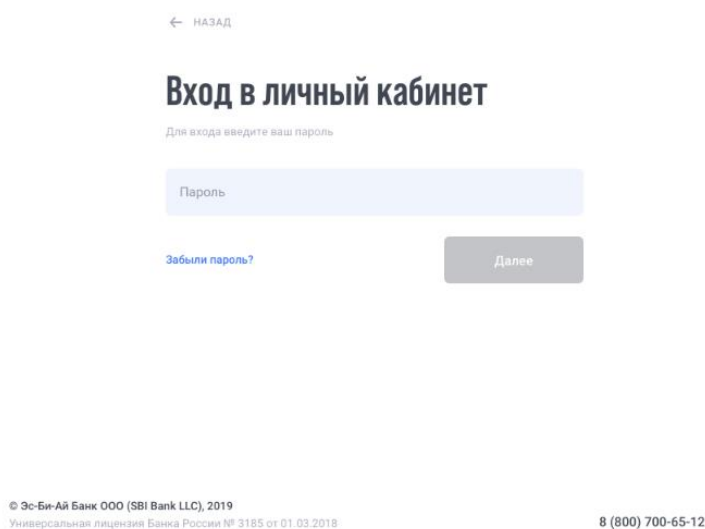 ← НАЗАД
Вход в личный кабинет
Для входа введите ваш пароль
Пароль
Забыли пароль?
Далее
© Эс-Би-Ай Банк ООО (SBI Bank LLC), 2019
Универсальная лицензия Банка России № 3185 от 01.03.2018
8 (800) 700-65-12